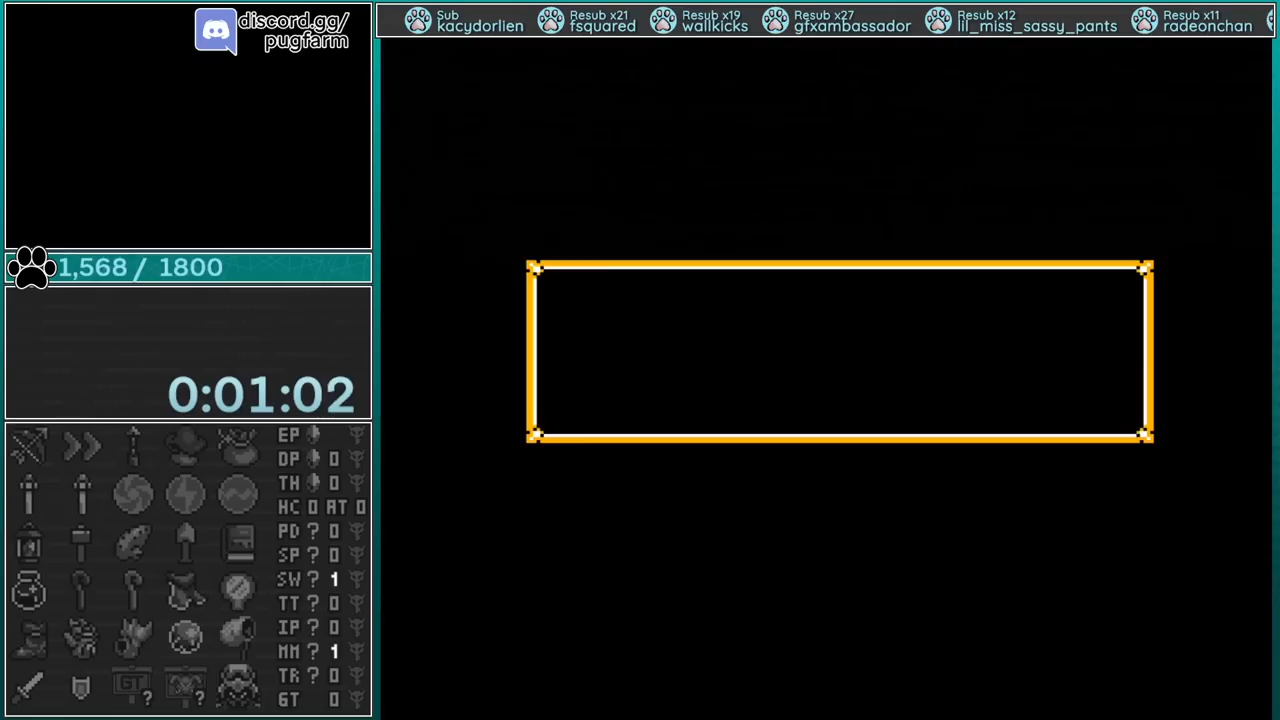 discord.gg/
pugfarm
Sub
kacydorlien
Resub x21
fsquared
Resub x19
wallkicks
Resub x27
gfxambassador
Resub x12
lil_miss_sassy_pants
Resub x11
radeonchan
1,568 / 1800
0:01:02
EP
DP 0
TH 0
HC 0 AT 0
PD ? 0
SP ? 0
SW ? 1
TT ? 0
IP ? 0
MM ? 1
TR ? 0
GT 0
GT ?
?